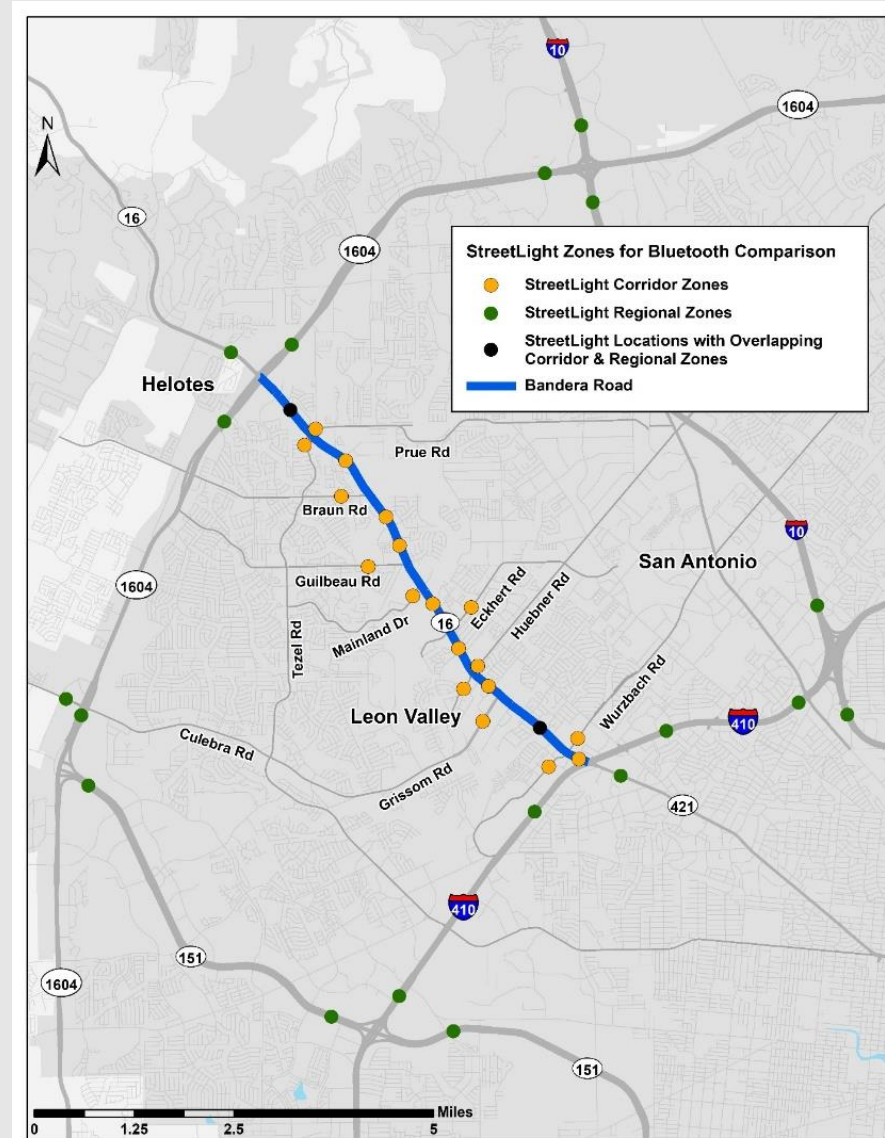 10
1604
N
16
1604
StreetLight Zones for Bluetooth Comparison
StreetLight Corridor Zones
StreetLight Regional Zones
StreetLight Locations with Overlapping
Corridor & Regional Zones
Bandera Road
Helotes
Prue Rd
Braun Rd
10
San Antonio
Guilbeau Rd
1604
Eckhert Rd
Huebner Rd
16
Mainland Dr
Tezel Rd
Wurzbach Rd
Leon Valley
410
Culebra Rd
Grissom Rd
421
410
151
1604
151
Miles
0
1.25
2.5
5